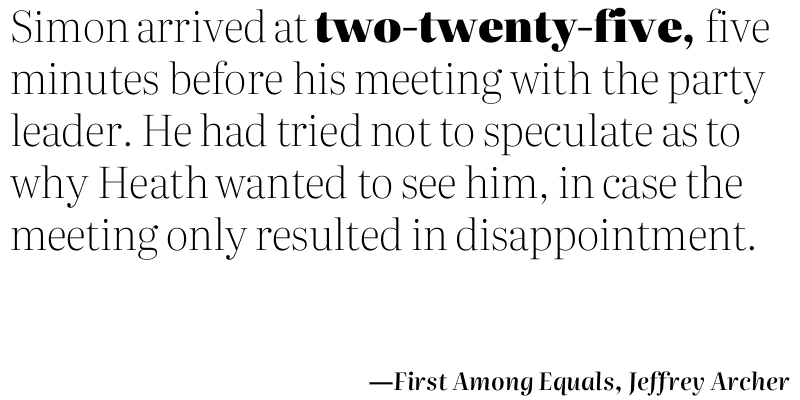 Simon arrived at two-twenty-five, five
minutes before his meeting with the party
leader. He had tried not to speculate as to
why Heath wanted to see him, in case the
meeting only resulted in disappointment.
—First Among Equals, Jeffrey Archer